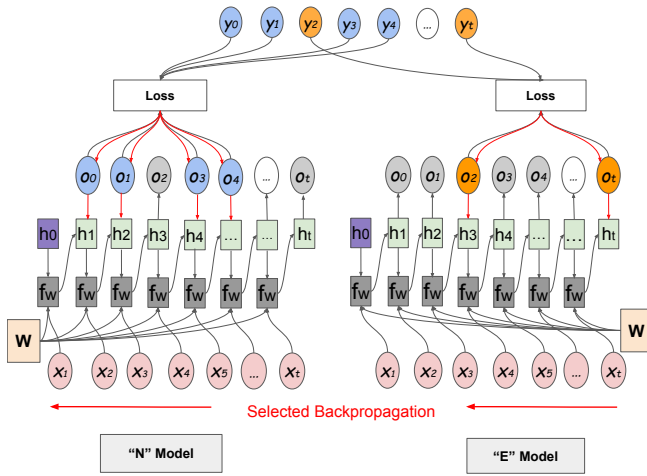 y0 y1 y2 y3 y4 ... yt
Loss Loss
o0 o1 o2 o3 o4 ... ot o0 o1 o2 o3 o4 ... ot
h0 h1 h2 h3 h4 ... ... ht h0 h1 h2 h3 h4 ... ... ht
fw fw fw fw fw fw fw fw fw fw fw fw fw fw
W W
x1 x2 x3 x4 x5 ... xt x1 x2 x3 x4 x5 ... xt
Selected Backpropagation
“N” Model “E” Model